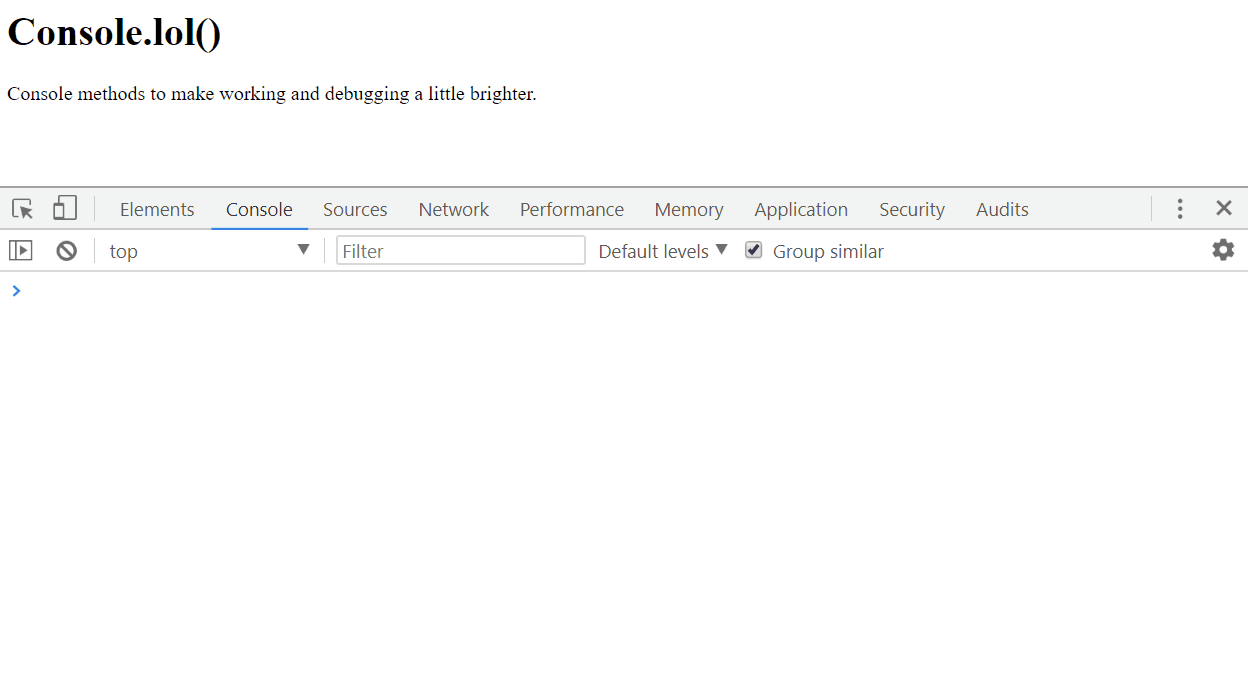 Console.lol()
Console methods to make working and debugging a little brighter.
Elements Console Sources Network Performance Memory Application Security Audits
top Filter Default levels Group similar